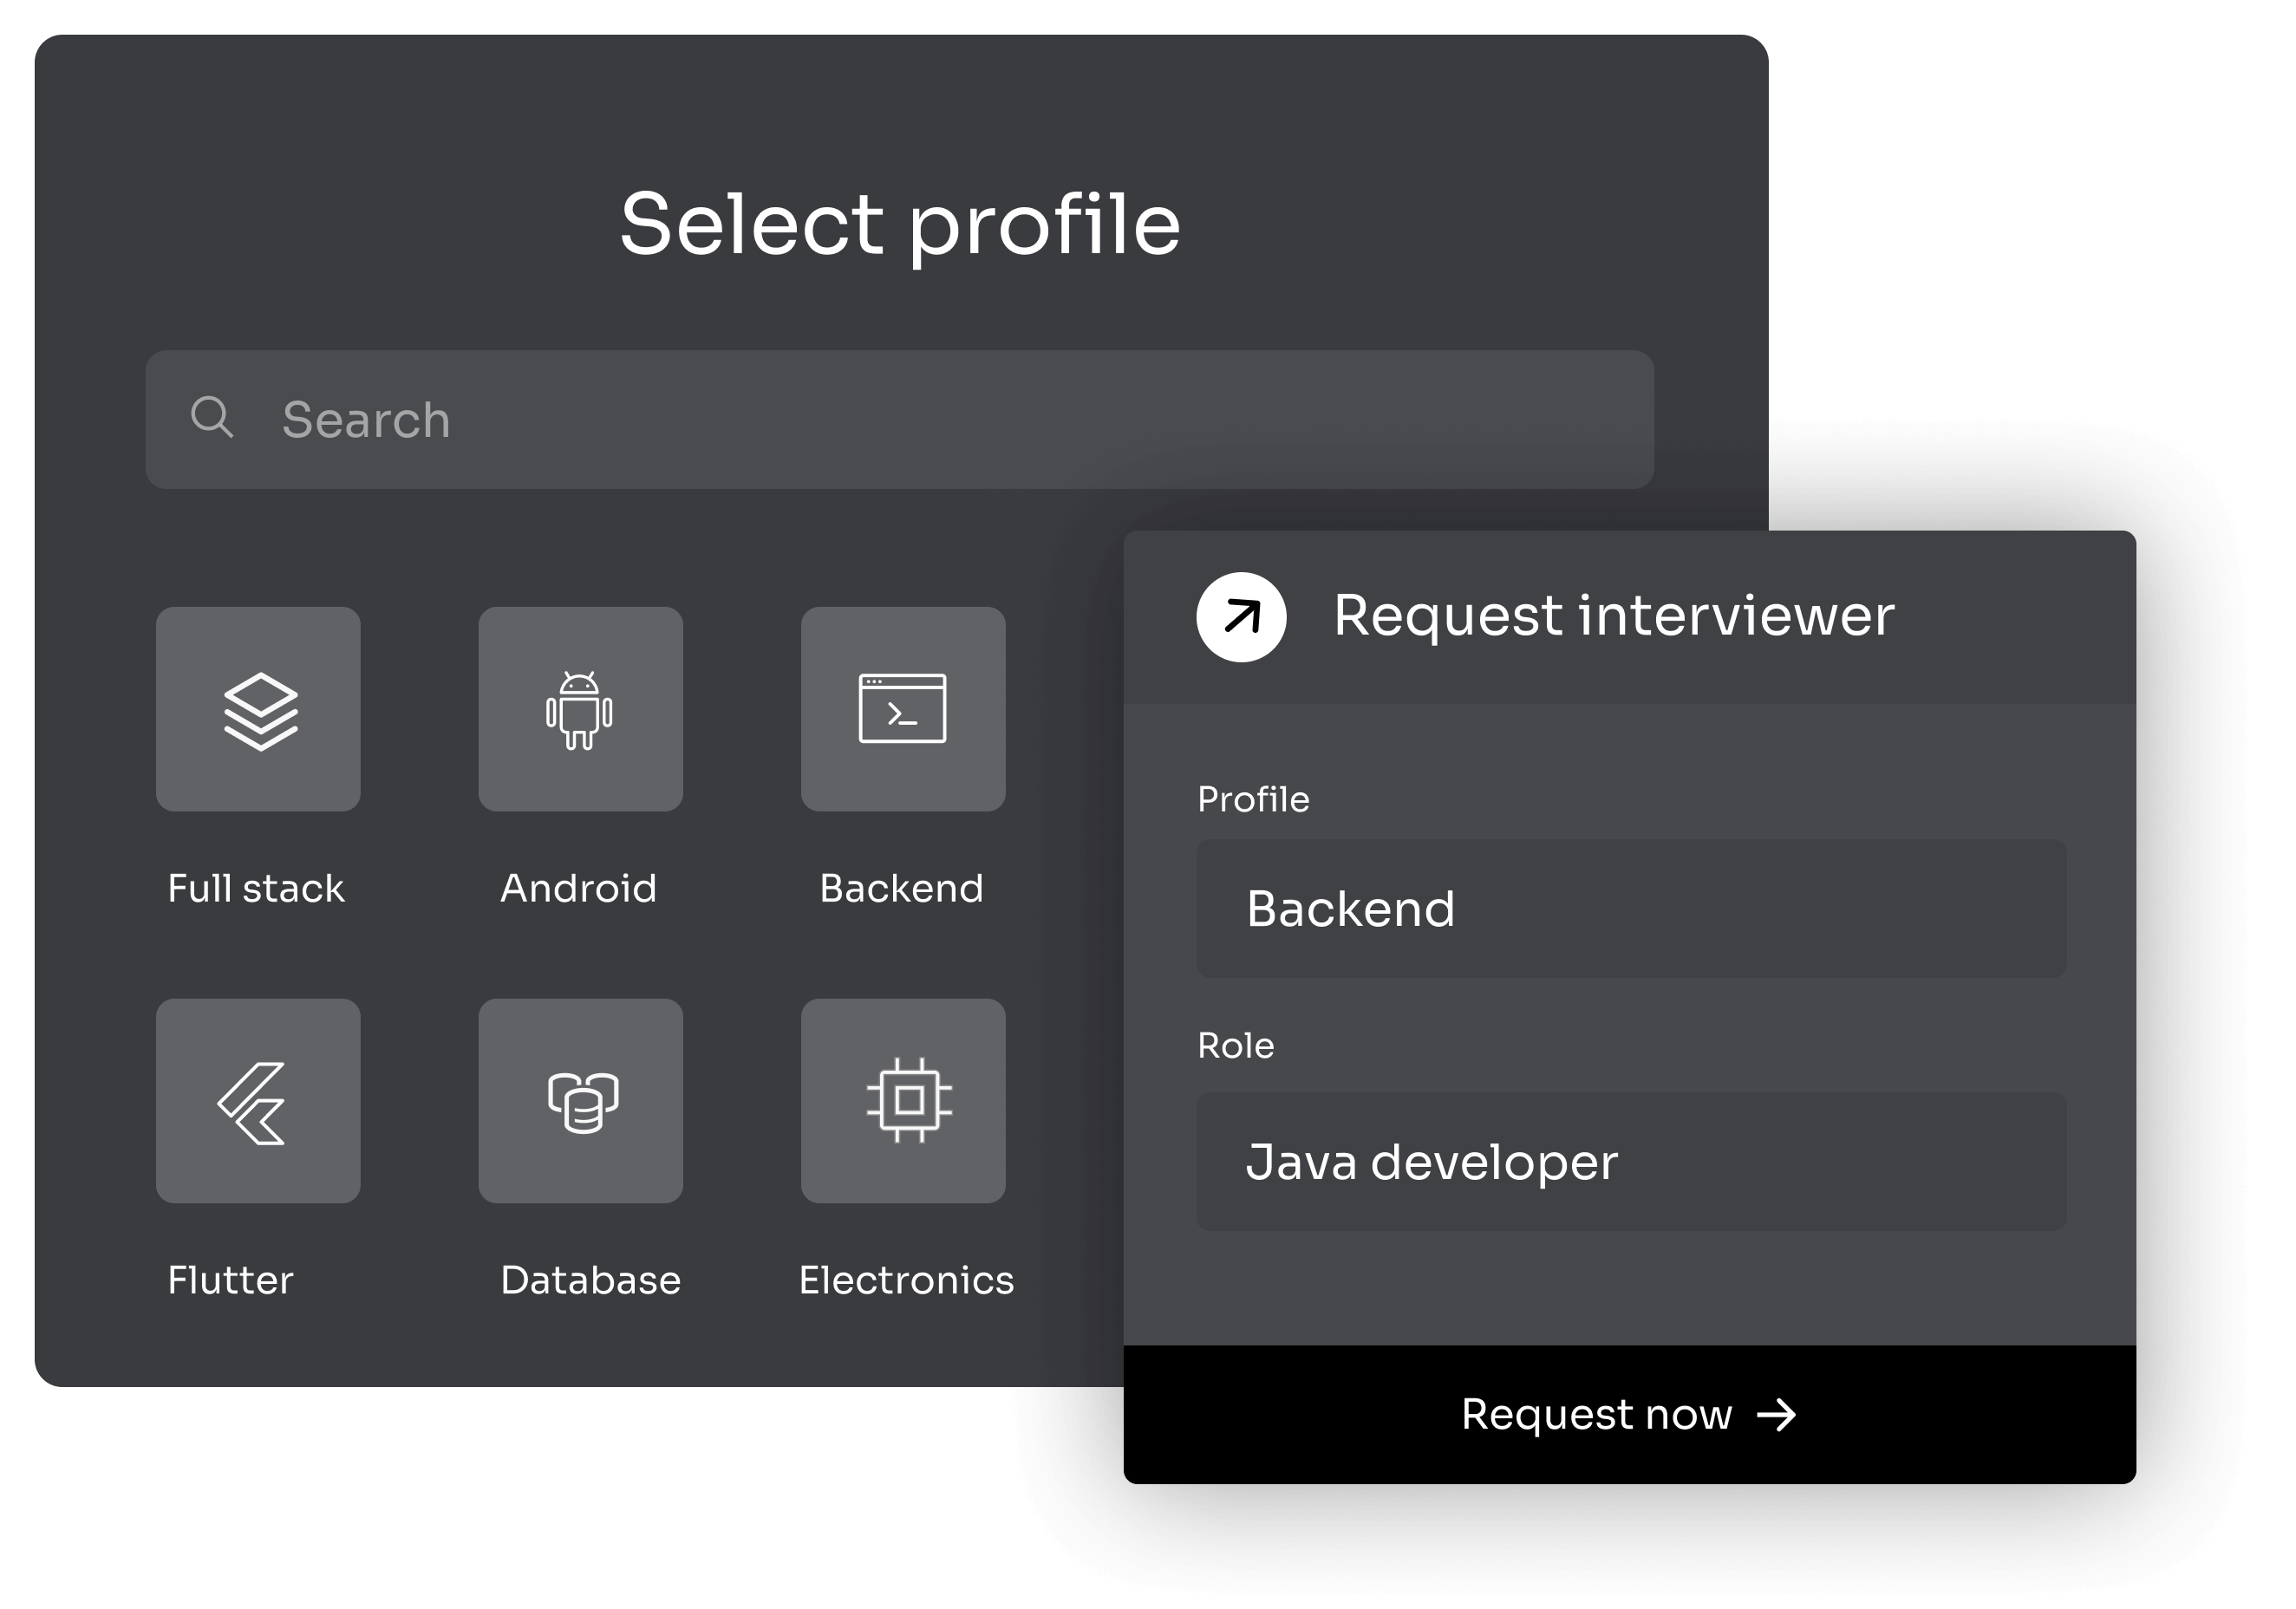 Select profile
Search
Full stack
Android
Backend
Flutter
Database
Electronics
Request interviewer
Profile
Backend
Role
Java developer
Request now